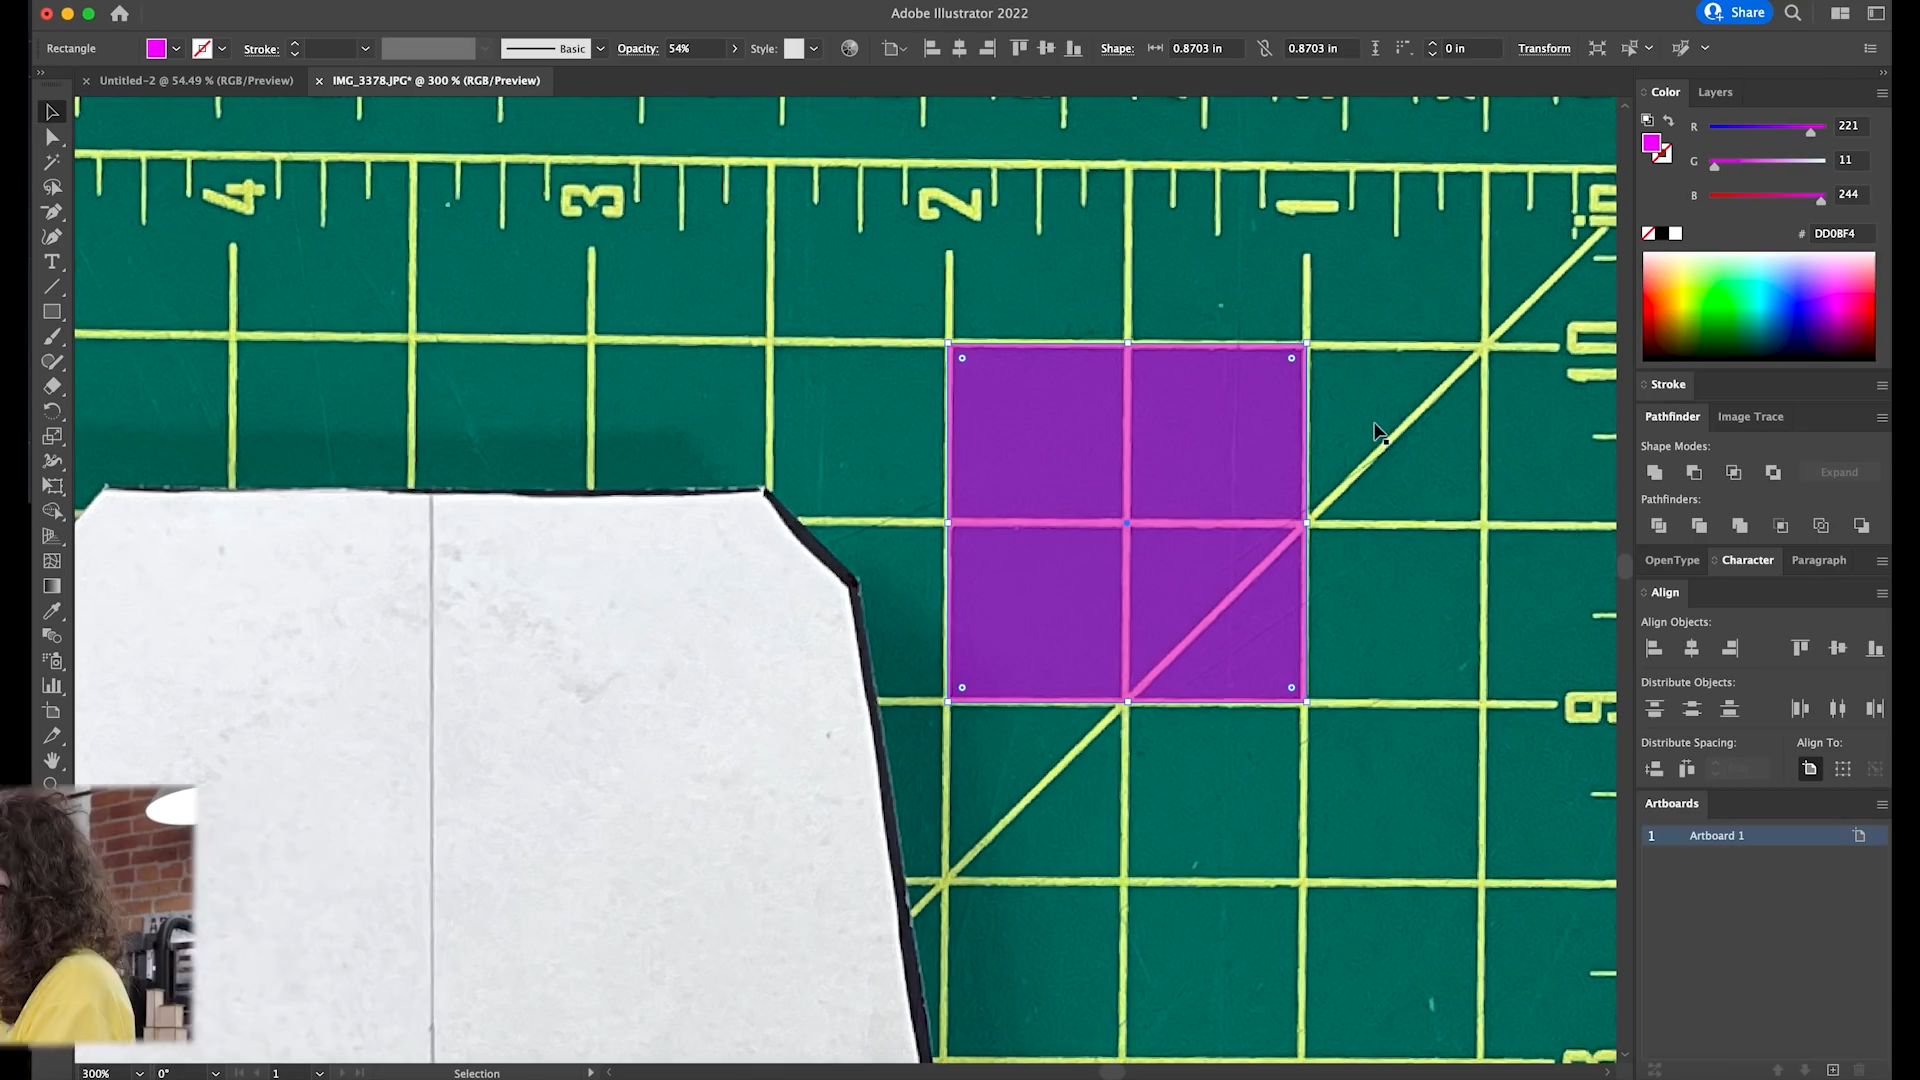 Adobe Illustrator 2022
Share
Rectangle
Stroke:
Basic
Opacity:
54%
Style:
Shape:
0.8703 in
0.8703 in
0 in
Transform
Untitled-2 @ 54.49 % (RGB/Preview)
IMG_3378.JPG* @ 300 % (RGB/Preview)
4
3
2
1
in
10
9
Color
Layers
R
221
G
11
B
244
#
DD0BF4
Stroke
Pathfinder
Image Trace
Shape Modes:
Expand
Pathfinders:
OpenType
Character
Paragraph
Align
Align Objects:
Distribute Objects:
Distribute Spacing:
Align To:
Artboards
1
Artboard 1
300%
0°
1
Selection